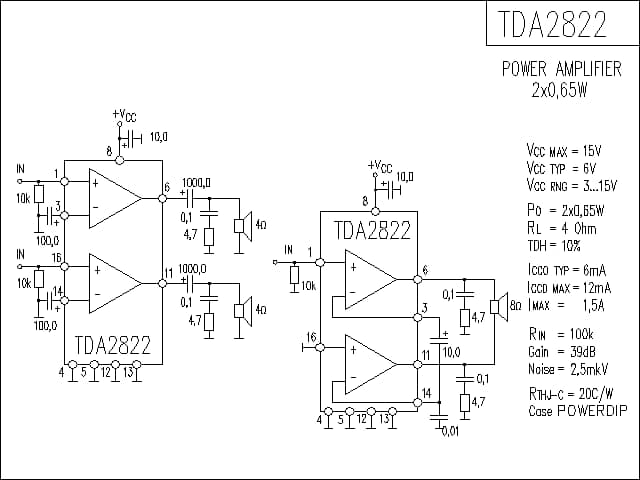 TDA2822
POWER AMPLIFIER
2x0,65W
VCC MAX = 15V
VCC TYP = 6V
VCC RNG = 3...15V
PO = 2x0,65W
RL = 4 Ohm
TDH = 10%
ICCO TYP = 6mA
ICCD MAX = 12mA
IMAX = 1,5A
RIN = 100k
Gain = 39dB
Noise = 2,5mkV
RTHJ-C = 20C/W
Case POWERDIP
+VCC
10,0
8
IN
1
6
1000,0
+
10k
3
−
0,1
4,7
4Ω
100,0
IN
16
11
1000,0
+
10k
14
−
0,1
4,7
4Ω
100,0
TDA2822
4
5
12
13
+VCC
10,0
8
TDA2822
IN
1
6
+
10k
−
0,1
4,7
8Ω
3
16
+
10,0
11
+
−
0,1
14
4,7
4
5
12
13
0,01